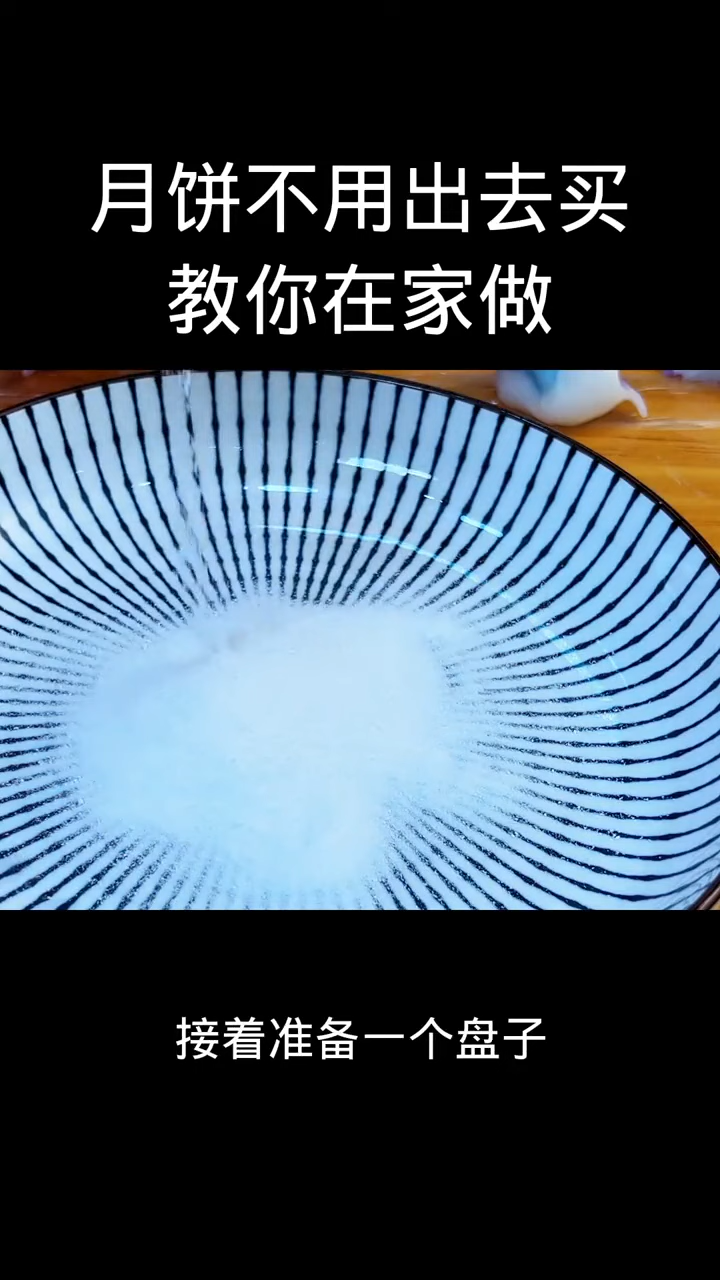 月饼不用出去买
教你在家做
接着准备一个盘子